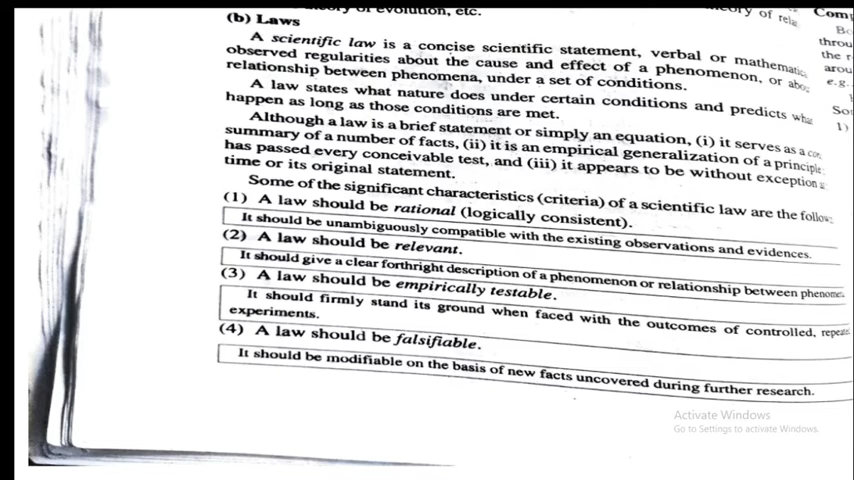 of evolution, etc.
(b) Laws
A scientific law is a concise scientific statement, verbal or
observed regularities about the cause and effect of a phenomenon, or
relationship between phenomena, under a set of conditions.
A law states what nature does under certain conditions and predicts
happen as long as those conditions are met.
Although a law is a brief statement or simply an equation, (i) it serves as a
summary of a number of facts, (ii) it is an empirical generalization of a
has passed every conceivable test, and (iii) it appears to be without exception
time or its original statement.
Some of the significant characteristics (criteria) of a scientific law are the
(1) A law should be rational (logically consistent).
It should be unambiguously compatible with the existing observations and evidences.
(2) A law should be relevant.
It should give a clear forthright description of a phenomenon or relationship between
(3) A law should be empirically testable.
It should firmly stand its ground when faced with the outcomes of controlled,
experiments.
(4) A law should be falsifiable.
It should be modifiable on the basis of new facts uncovered during further research.
of
the
e.g.
1)
Activate Windows
Go to Settings to activate Windows.